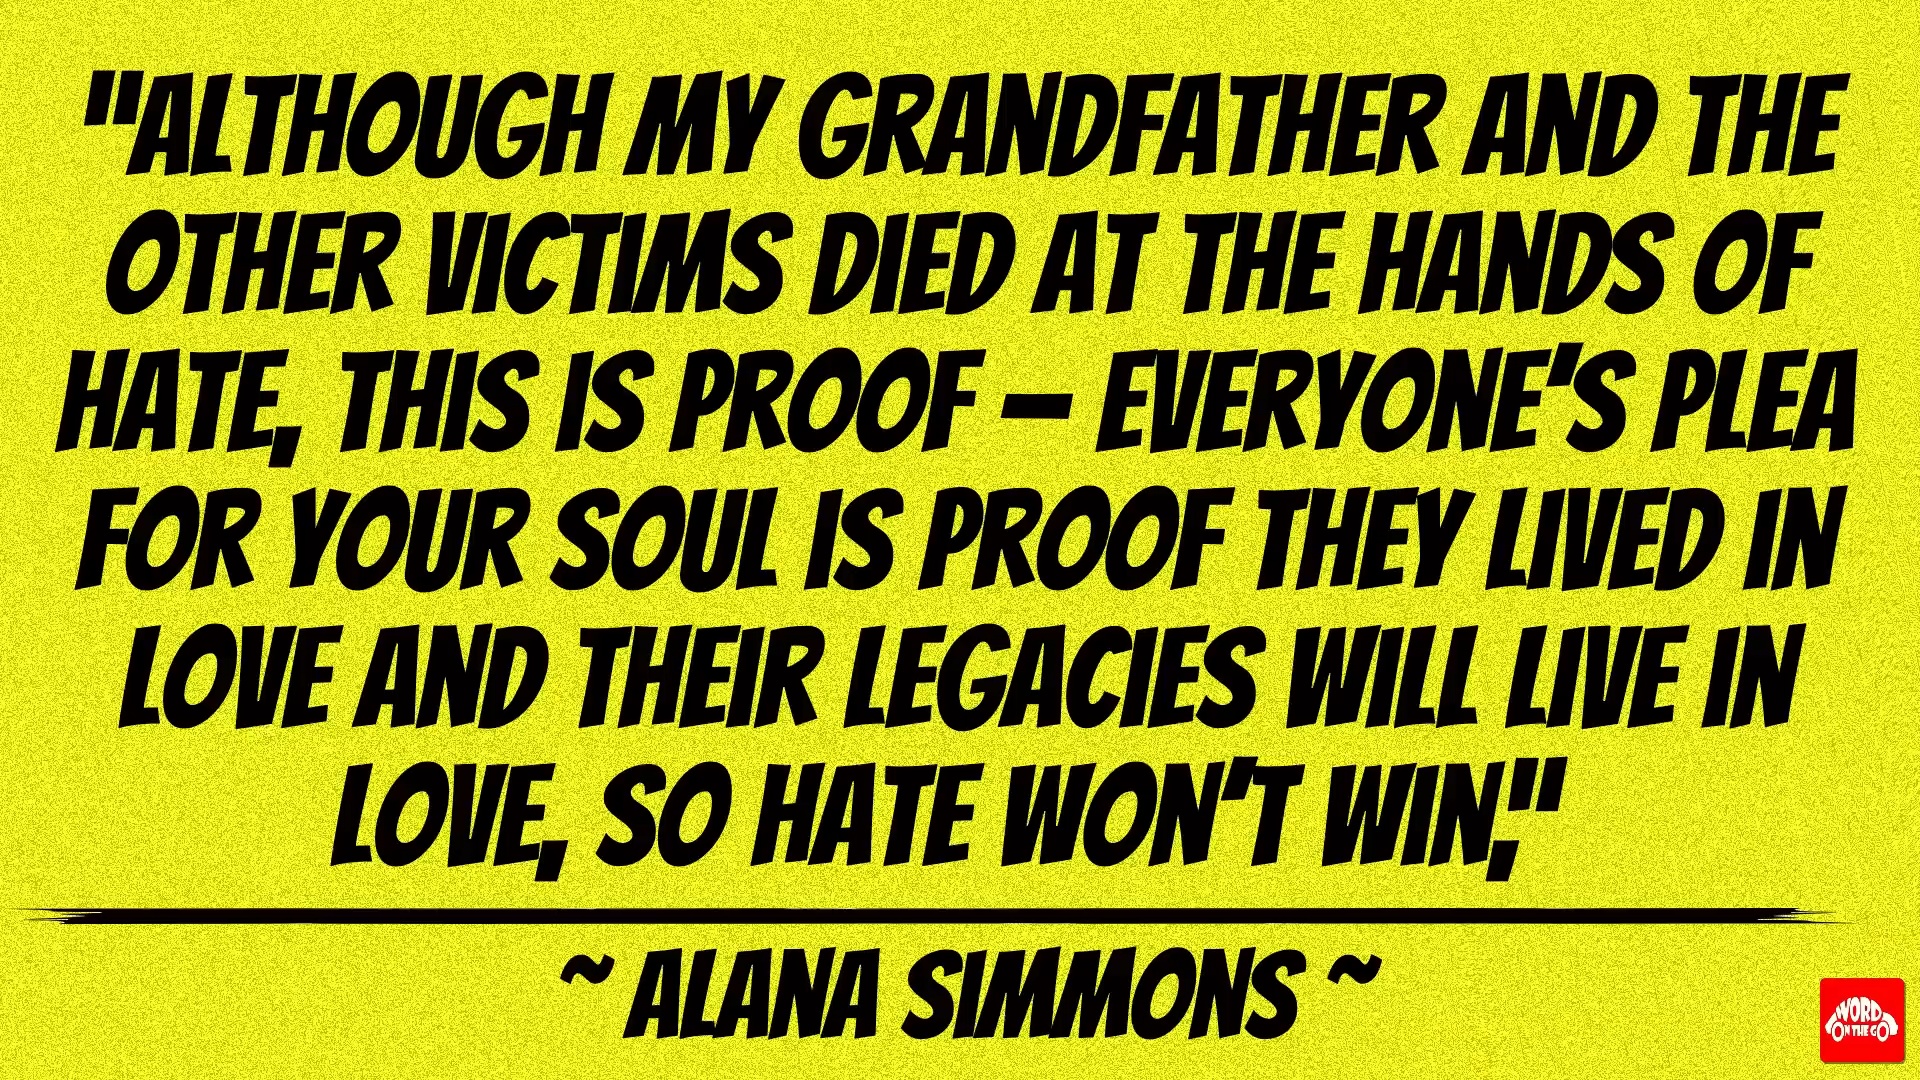 "ALTHOUGH MY GRANDFATHER AND THE
OTHER VICTIMS DIED AT THE HANDS OF
HATE, THIS IS PROOF – EVERYONE'S PLEA
FOR YOUR SOUL IS PROOF THEY LIVED IN
LOVE AND THEIR LEGACIES WILL LIVE IN
LOVE, SO HATE WON'T WIN,"
~ ALANA SIMMONS ~
WORD
ON THE GO